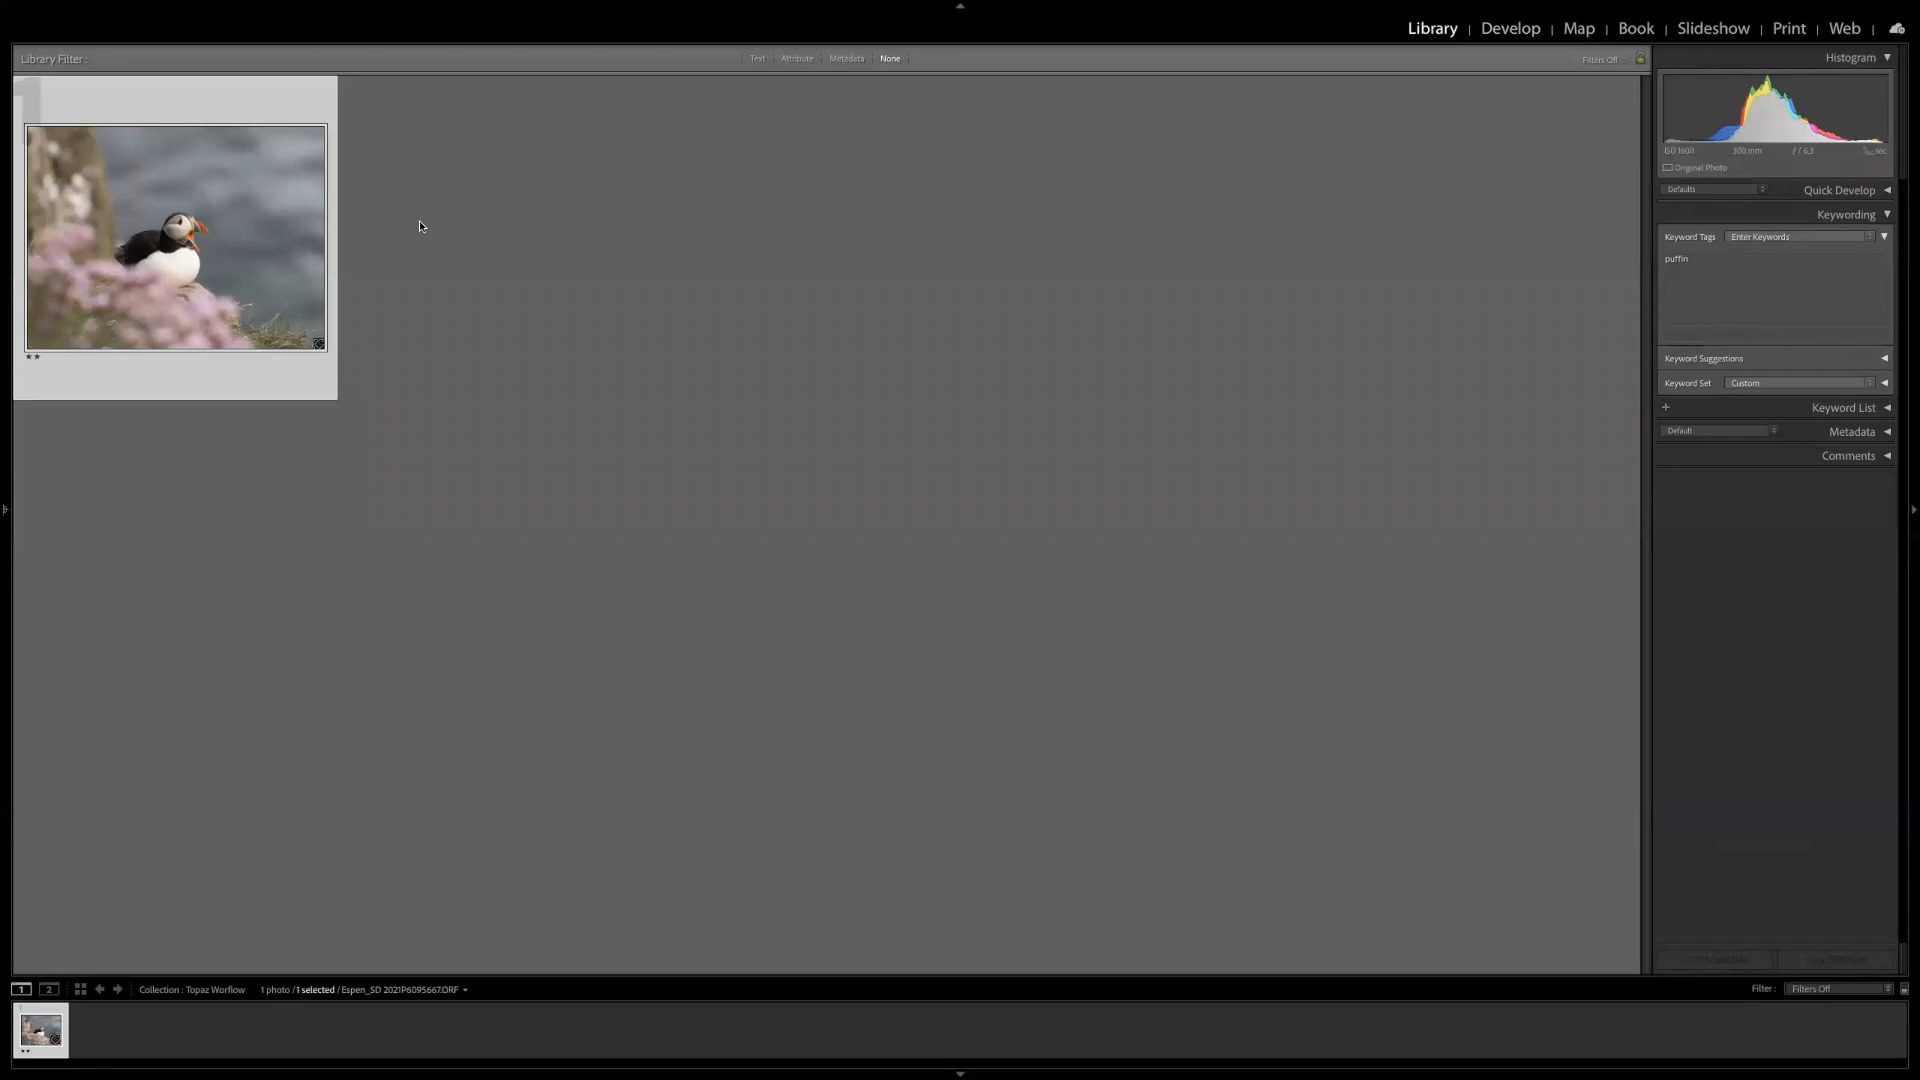 Library | Develop | Map | Book | Slideshow | Print | Web |
Library Filter :
Text | Attribute | Metadata | None
Filters Off
Histogram
1
ISO 1600 300 mm f / 6.3 sec
Original Photo
Defaults
Quick Develop
Keywording
Keyword Tags Enter Keywords
puffin
Keyword Suggestions
Keyword Set Custom
+ Keyword List
Default Metadata
Comments
1 2 Collection : Topaz Worflow 1 photo / 1 selected / Espen_SD 2021P6095667.ORF
Filter : Filters Off
1